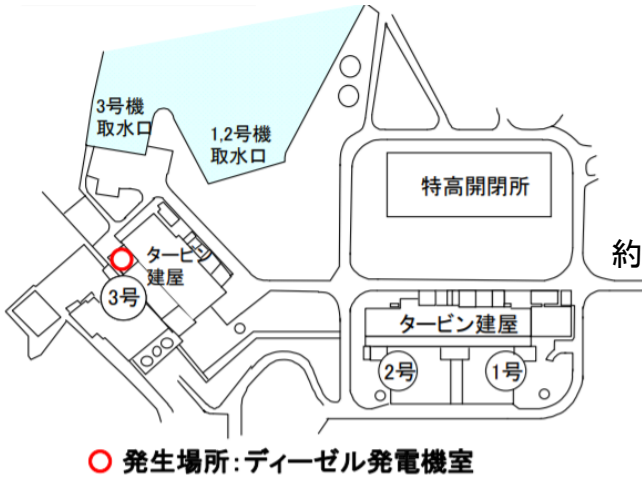 3号機
取水口
1,2号機
取水口
特高開閉所
約
タービン
建屋
3号
タービン建屋
2号
1号
発生場所:ディーゼル発電機室